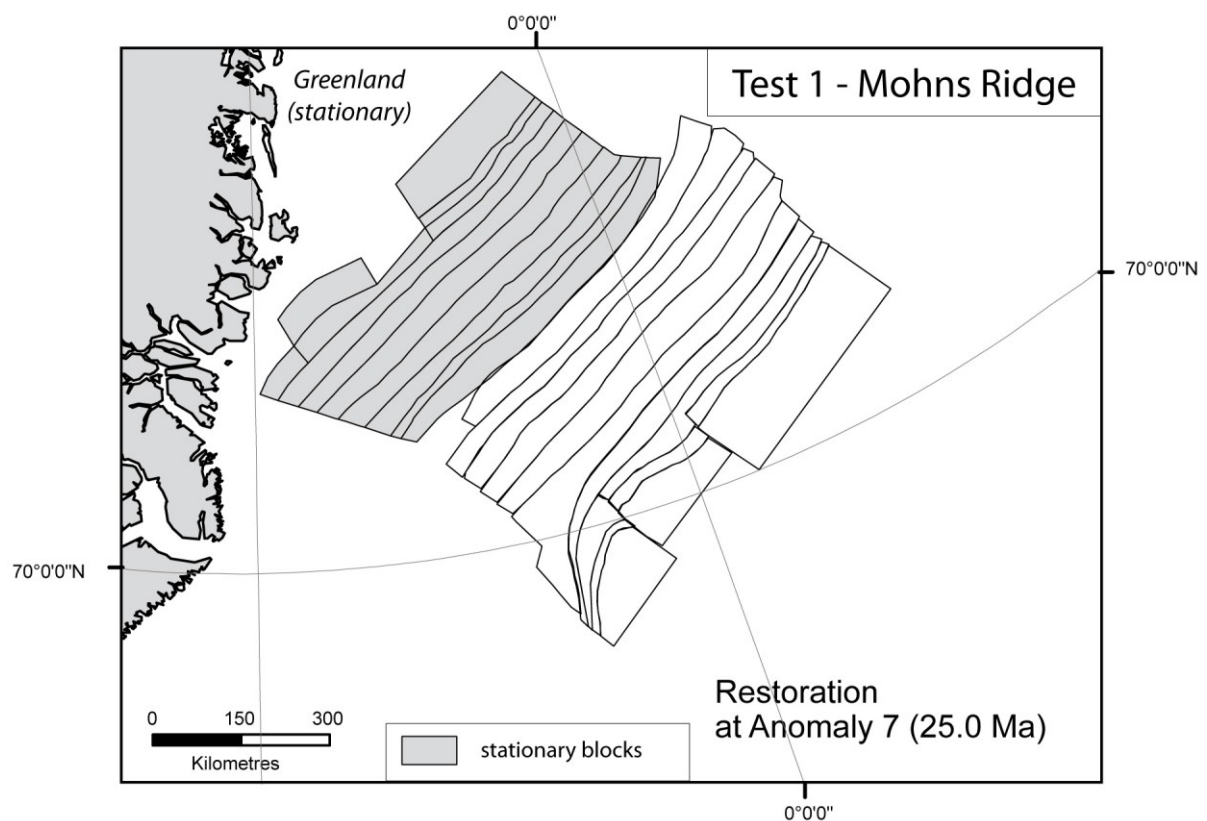 0°0'0"
Greenland
(stationary)
Test 1 - Mohns Ridge
70°0'0"N
70°0'0"N
Restoration
at Anomaly 7 (25.0 Ma)
0 150 300
Kilometres
stationary blocks
0°0'0"